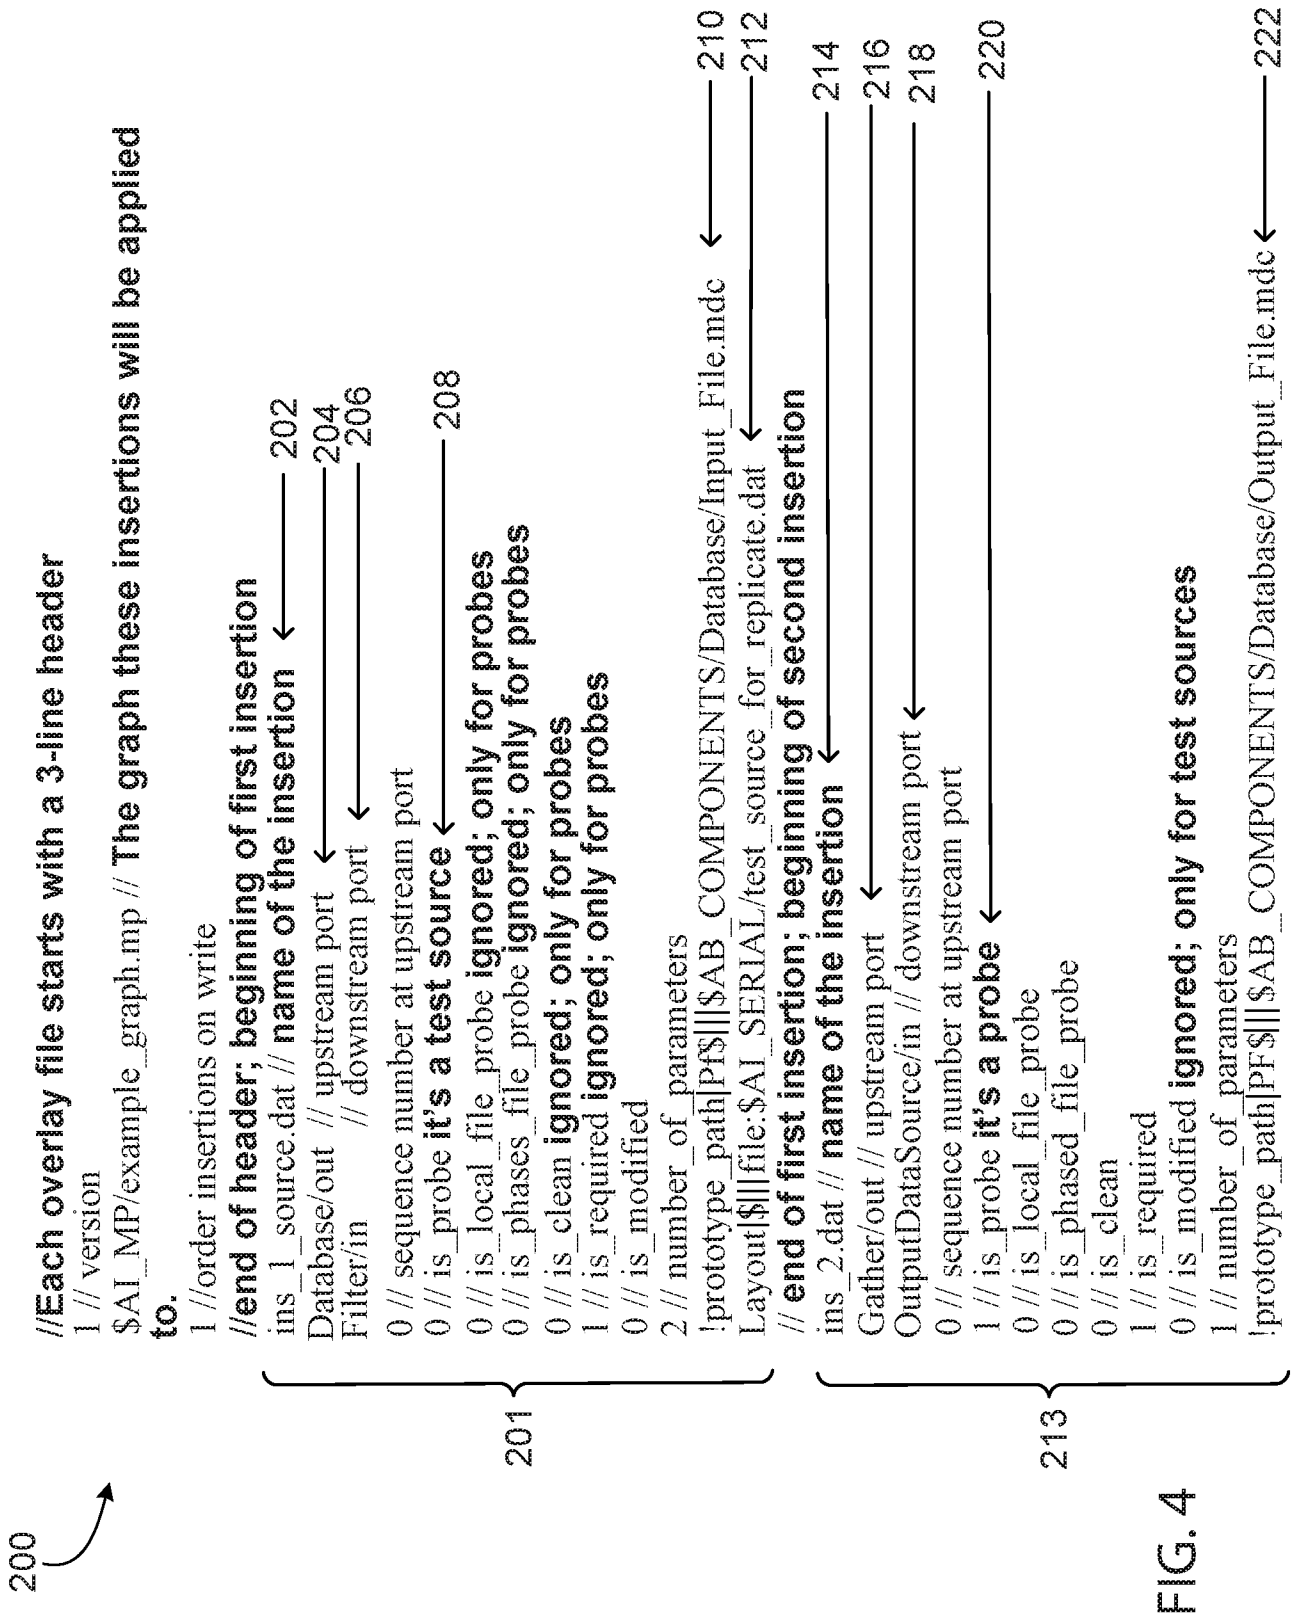 200
//Each overlay file starts with a 3-line header
1 // version
$AI_MP/example_graph.mp // The graph these insertions will be applied
to.
1 //order insertions on write
//end of header; beginning of first insertion
ins_1_source.dat // name of the insertion 202
Database/out // upstream port 204
Filter/in // downstream port 206
0 // sequence number at upstream port
0 // is_probe it's a test source 208
0 // is_local_file_probe ignored; only for probes
0 // is_phases_file_probe ignored; only for probes
0 // is_clean ignored; only for probes
1 // is_required ignored; only for probes
0 // is_modified
2 // number_of_parameters
!prototype_path|Pf$|||$AB_COMPONENTS/Database/Input_File.mdc 210
Layout|$||| file:$AI_SERIAL/test_source_for_replicate.dat 212
201
// end of first insertion; beginning of second insertion
ins_2.dat // name of the insertion 214
Gather/out // upstream port 216
OutputDataSource/in // downstream port 218
0 // sequence number at upstream port
1 // is_probe it's a probe 220
0 // is_local_file_probe
0 // is_phased_file_probe
0 // is_clean
1 // is_required
0 // is_modified ignored; only for test sources
1 // number_of_parameters
!prototype_path|PF$||| $AB_COMPONENTS/Database/Output_File.mdc 222
213
FIG. 4